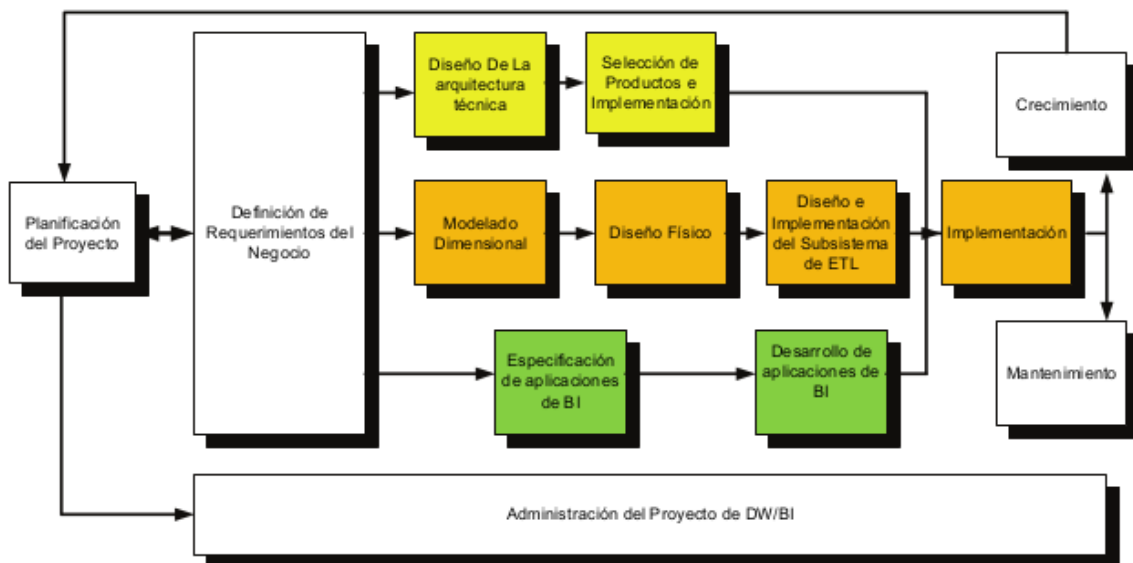 Diseño De La
arquitectura
técnica
Selección de
Productos e
Implementación
Crecimiento
Planificación
del Proyecto
Definición de
Requerimientos del
Negocio
Modelado
Dimensional
Diseño Físico
Diseño e
Implementación
del Subsistema
de ETL
Implementación
Especificación
de aplicaciones
de BI
Desarrollo de
aplicaciones de
BI
Mantenimiento
Administración del Proyecto de DW/BI